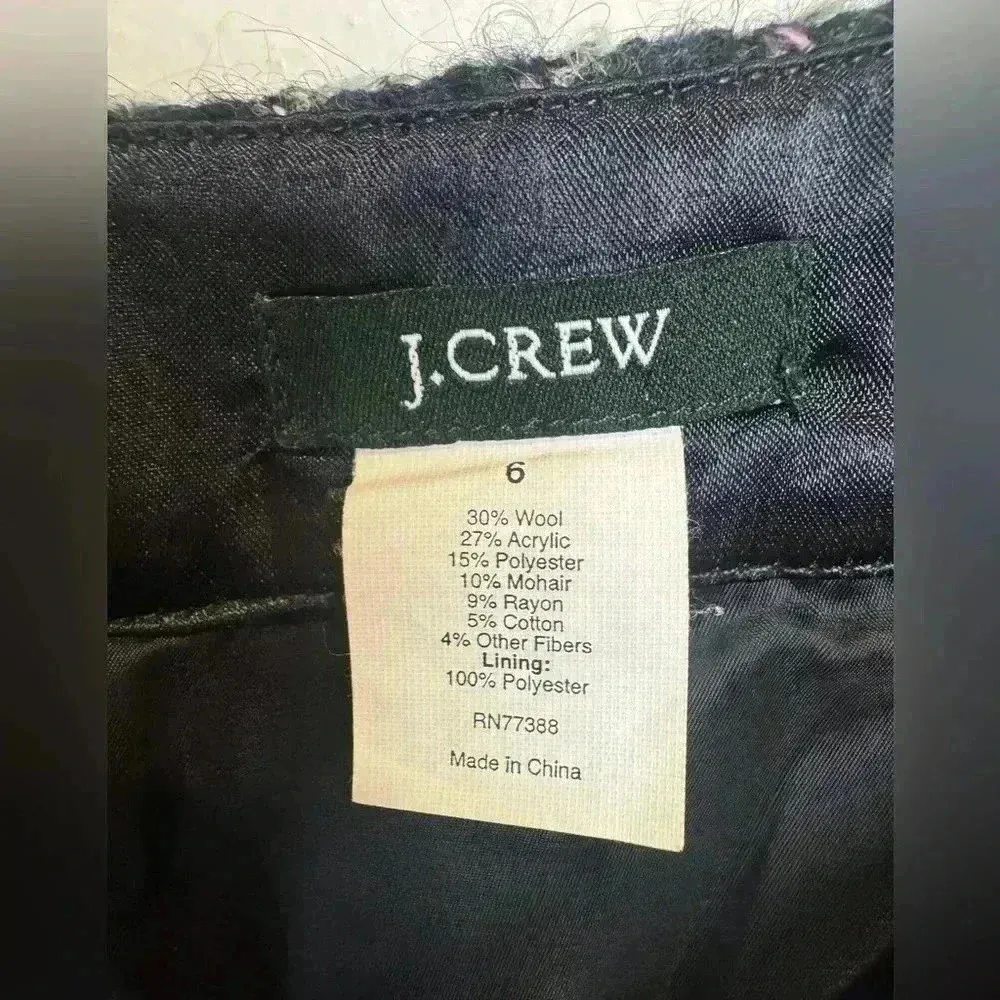 J.CREW
6
30% Wool
27% Acrylic
15% Polyester
10% Mohair
9% Rayon
5% Cotton
4% Other Fibers
Lining:
100% Polyester
RN77388
Made in China